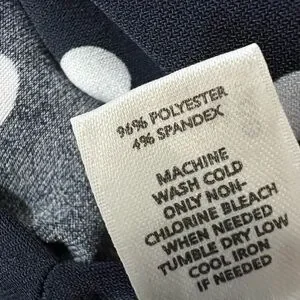 96% POLYESTER
4% SPANDEX
MACHINE
WASH COLD
ONLY NON-
CHLORINE BLEACH
WHEN NEEDED
TUMBLE DRY LOW
COOL IRON
IF NEEDED